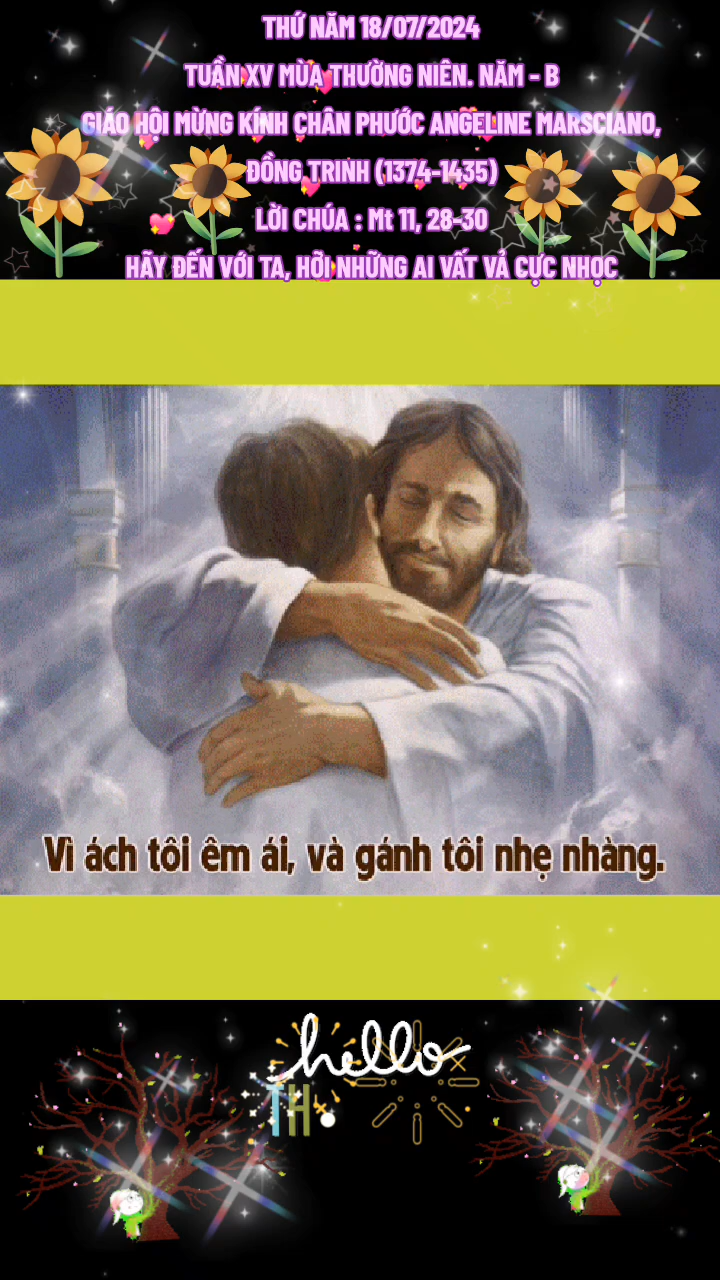 THỨ NĂM 18/07/2024
TUẦN XV MÙA THƯỜNG NIÊN. NĂM - B
GIÁO HỘI MỪNG KÍNH CHÂN PHƯỚC ANGELINE MARSCIANO,
ĐỒNG TRINH (1374-1435)
LỜI CHÚA : Mt 11, 28-30
HÃY ĐẾN VỚI TA, HỠI NHỮNG AI VẤT VẢ CỰC NHỌC
Vì ách tôi êm ái, và gánh tôi nhẹ nhàng.
hello
TH